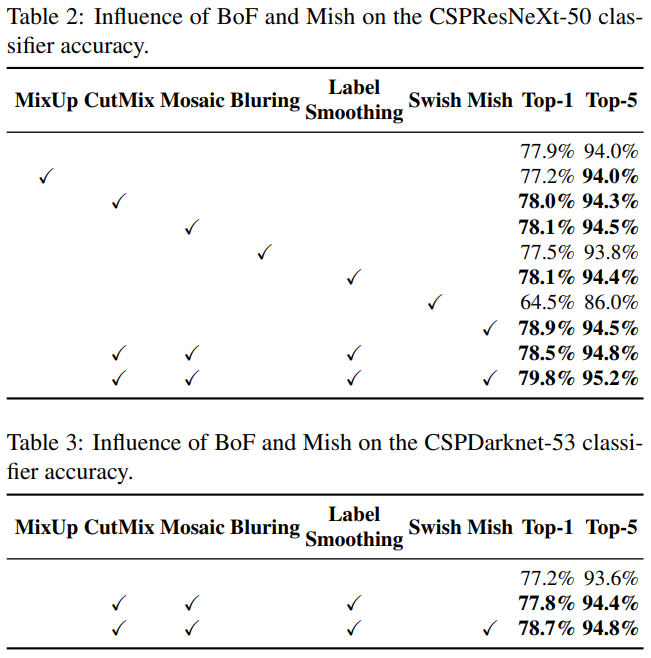 Table 2: Influence of BoF and Mish on the CSPResNeXt-50 clas-
sifier accuracy.
MixUp CutMix Mosaic Bluring Label Smoothing Swish Mish Top-1 Top-5
77.9% 94.0%
✓ 77.2% 94.0%
✓ 78.0% 94.3%
✓ 78.1% 94.5%
✓ 77.5% 93.8%
✓ 78.1% 94.4%
✓ 64.5% 86.0%
✓ 78.9% 94.5%
✓ ✓ ✓ 78.5% 94.8%
✓ ✓ ✓ ✓ 79.8% 95.2%
Table 3: Influence of BoF and Mish on the CSPDarknet-53 classi-
fier accuracy.
MixUp CutMix Mosaic Bluring Label Smoothing Swish Mish Top-1 Top-5
77.2% 93.6%
✓ ✓ ✓ 77.8% 94.4%
✓ ✓ ✓ ✓ 78.7% 94.8%